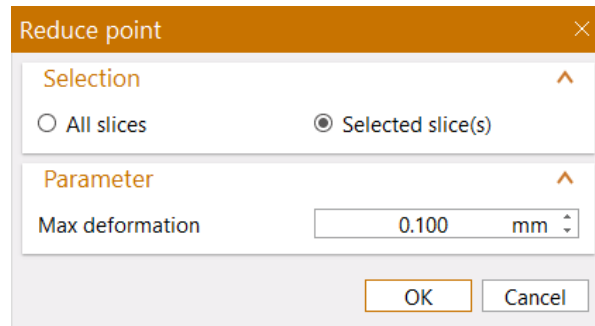 Reduce point
Selection
All slices Selected slice(s)
Parameter
Max deformation 0.100 mm
OK Cancel